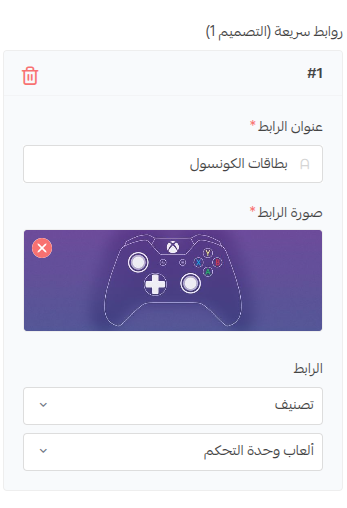 روابط سريعة (التصميم 1)
#1
عنوان الرابط *
بطاقات الكونسول
صورة الرابط *
Y
X B
A
الرابط
تصنيف
ألعاب وحدة التحكم